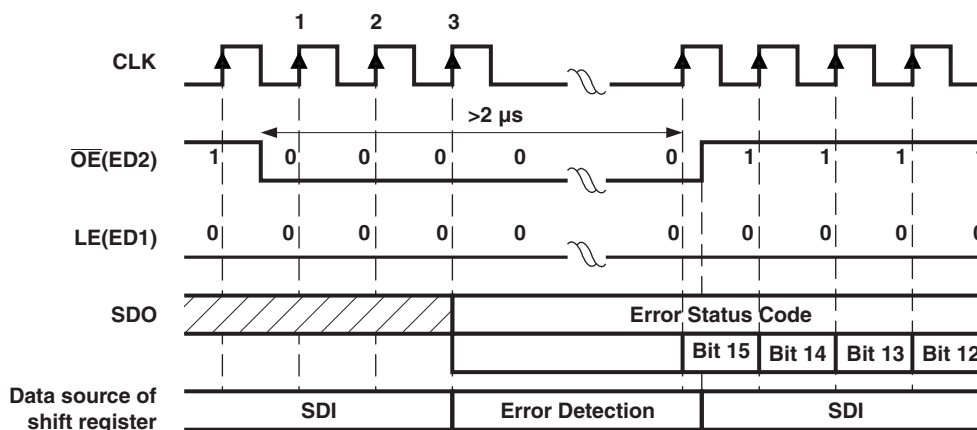 1 2 3
CLK
>2 µs
OE(ED2)
1 0 0 0 0 0 1 1 1
LE(ED1)
0 0 0 0 0 0 0 0 0
SDO
Error Status Code
Bit 15 Bit 14 Bit 13 Bit 12
Data source of
shift register
SDI Error Detection SDI